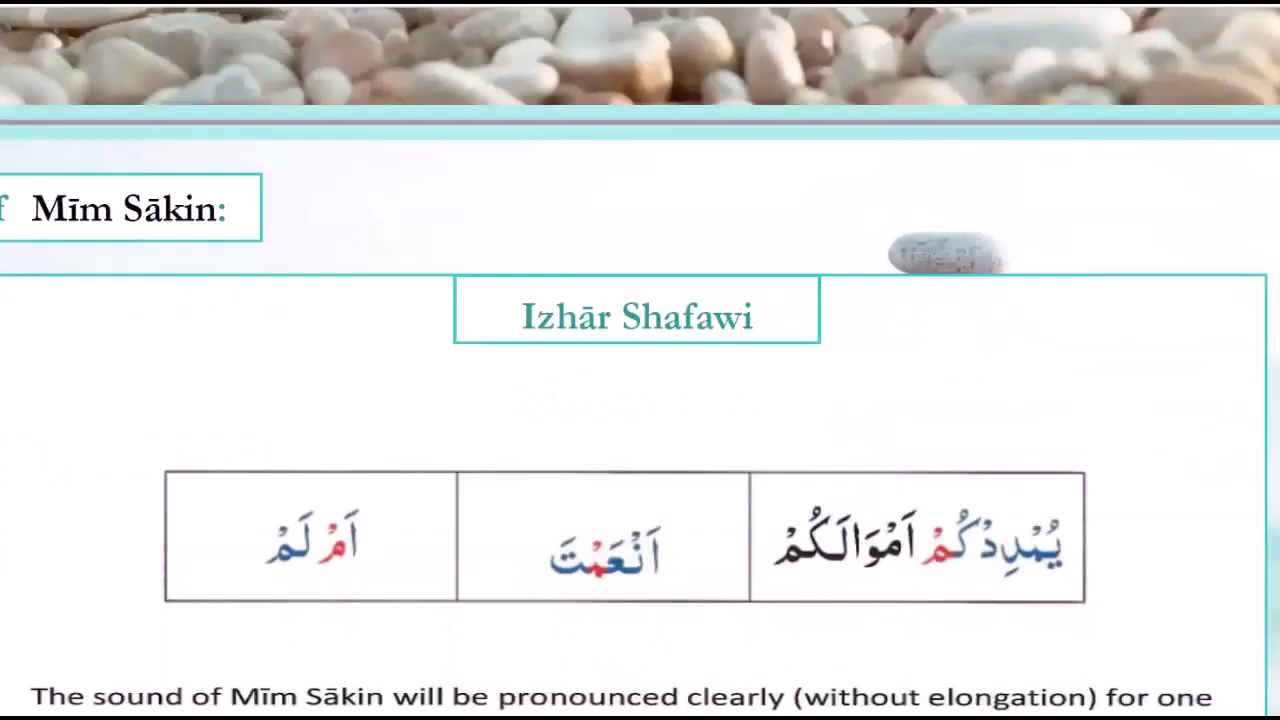 f Mīm Sākin:
Izhār Shafawi
يُمْدِدْكُمْ اَمْوَالَكُمْ
اَنْعَمْتَ
اَمْ لَمْ
The sound of Mīm Sākin will be pronounced clearly (without elongation) for one